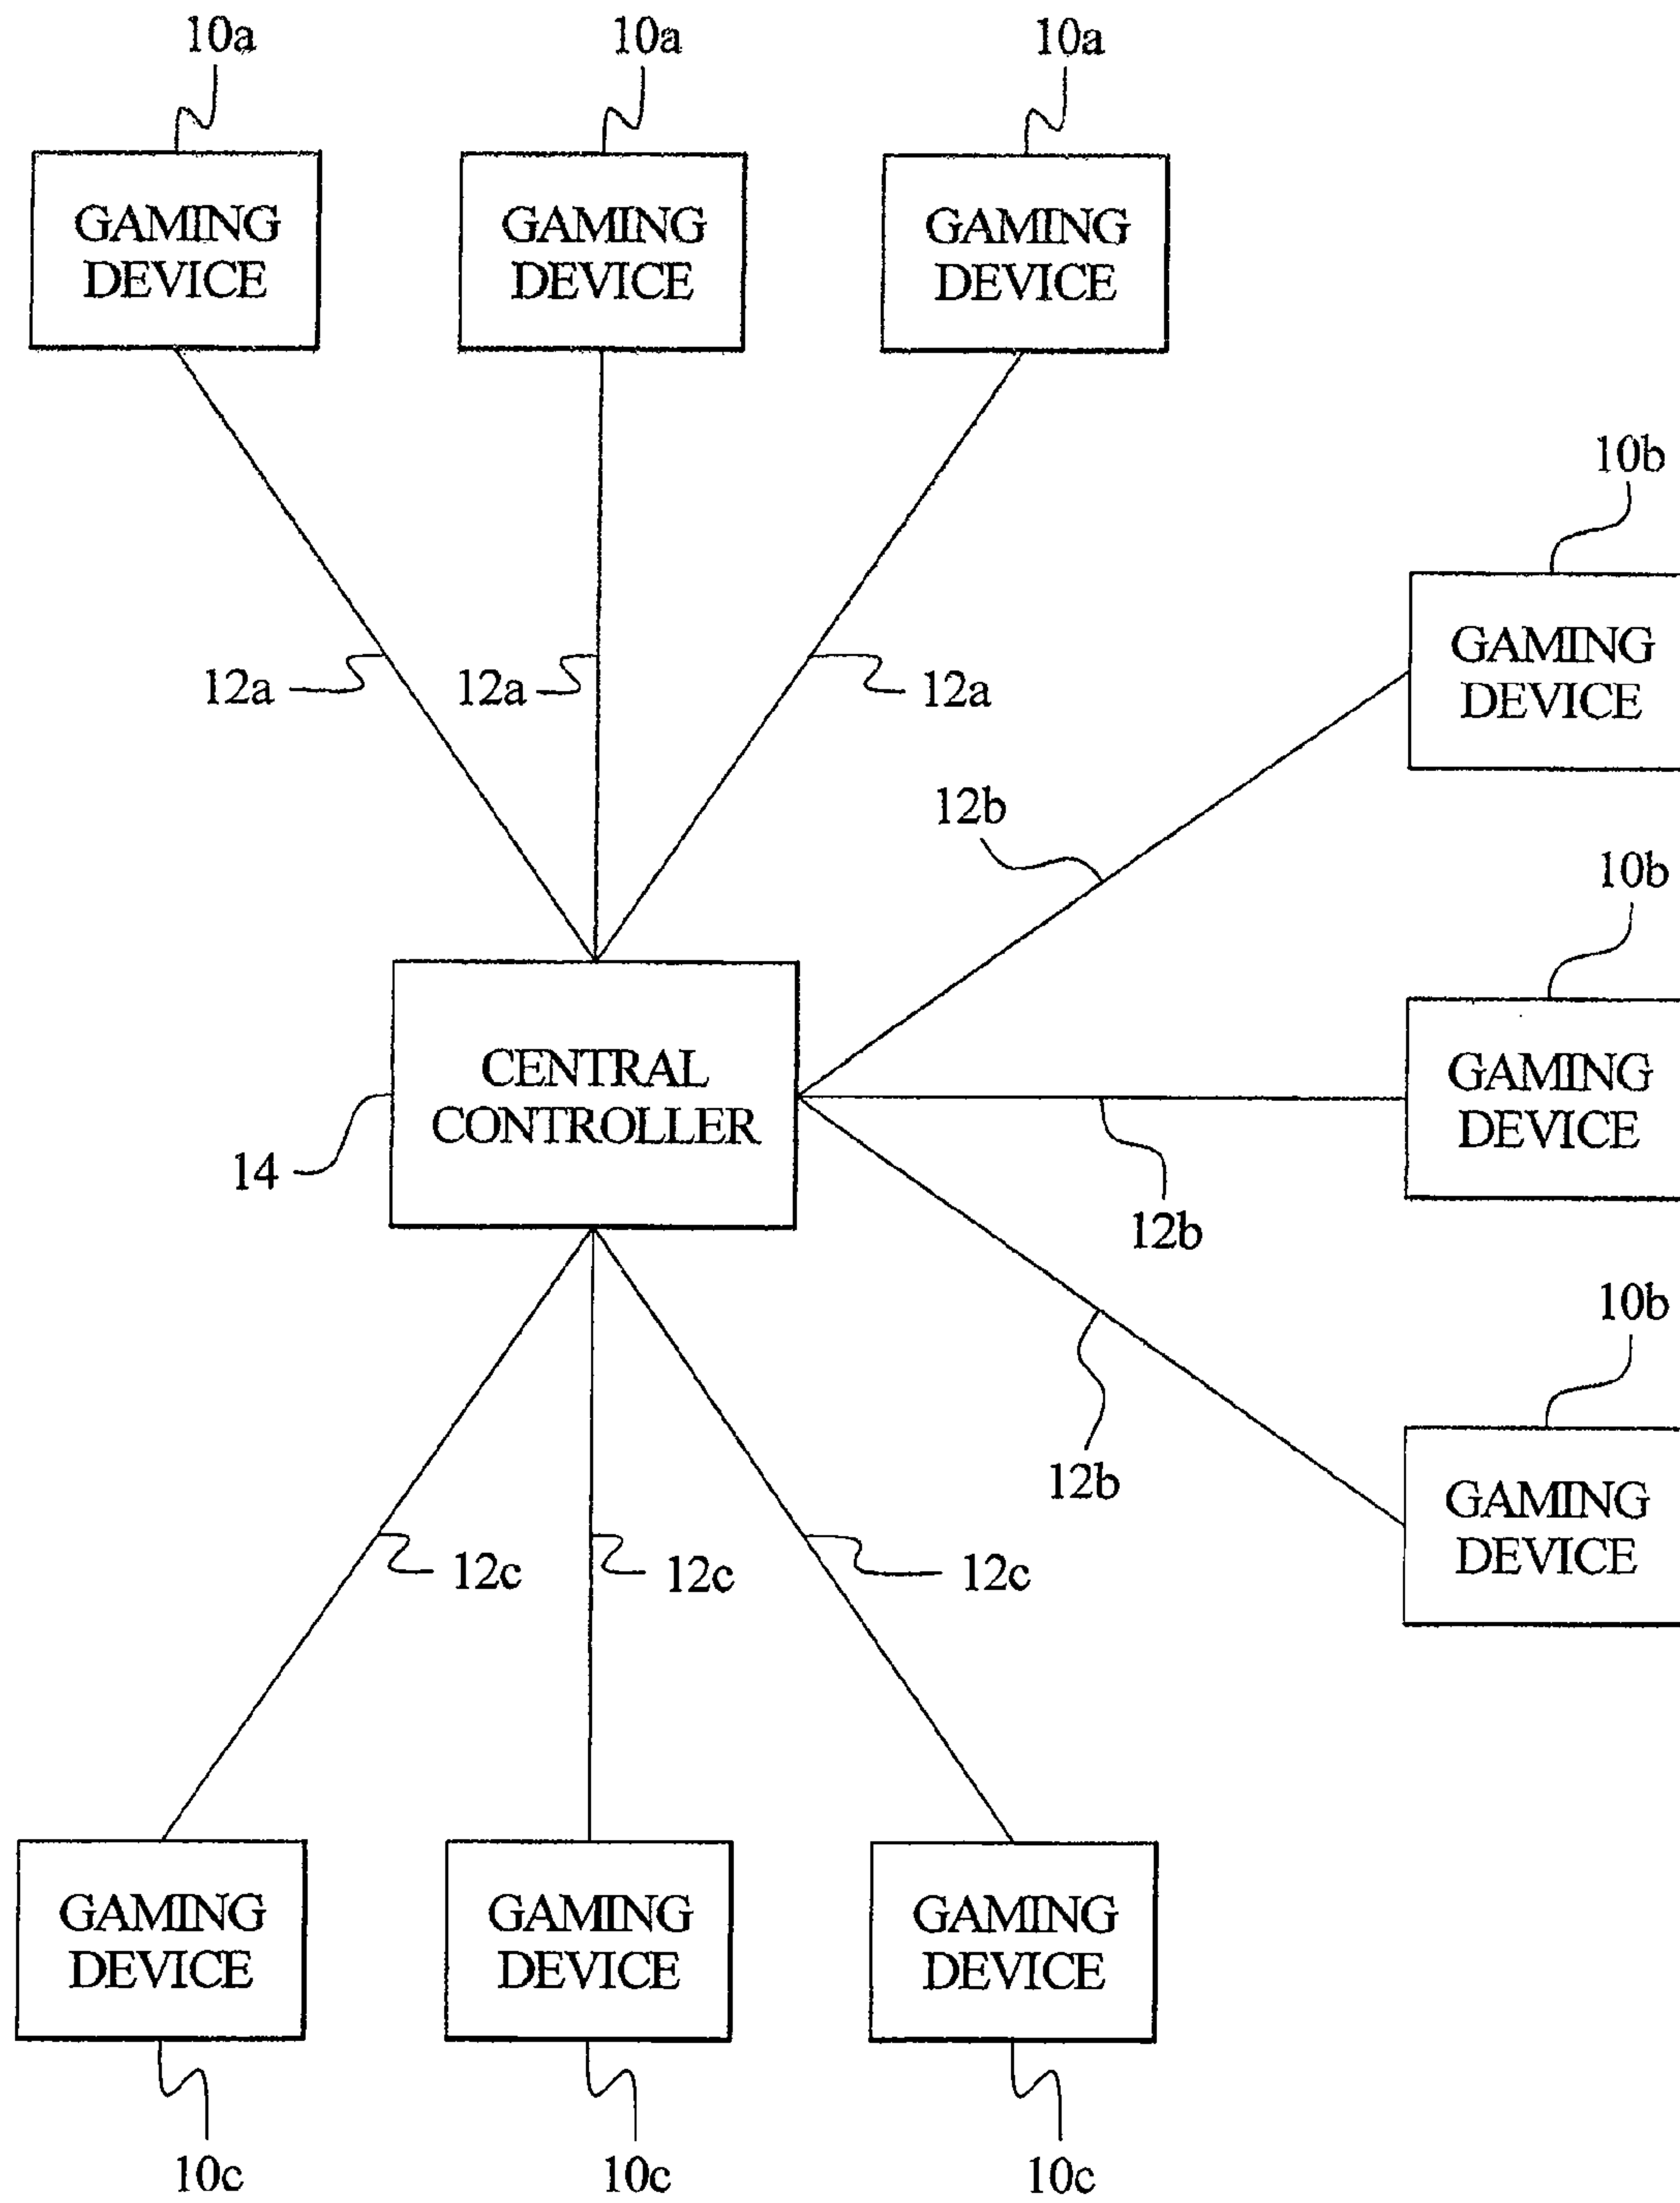 10a
10a
10a
GAMING
DEVICE
GAMING
DEVICE
GAMING
DEVICE
10b
GAMING
DEVICE
12a
12a
12a
12b
10b
CENTRAL
CONTROLLER
14
GAMING
DEVICE
12b
10b
12b
GAMING
DEVICE
12c
12c
12c
GAMING
DEVICE
GAMING
DEVICE
GAMING
DEVICE
10c
10c
10c